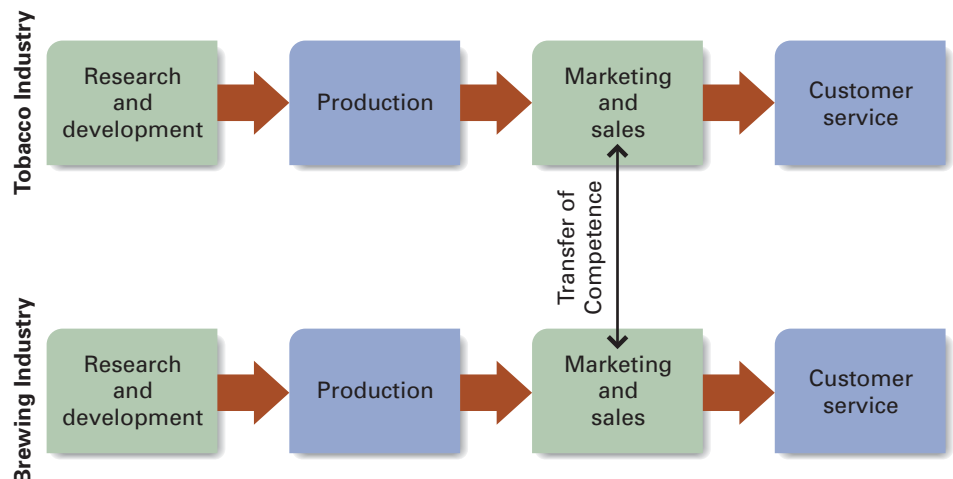 Tobacco Industry
Research
and
development
Production
Marketing
and
sales
Customer
service
Transfer of
Competence
Brewing Industry
Research
and
development
Production
Marketing
and
sales
Customer
service